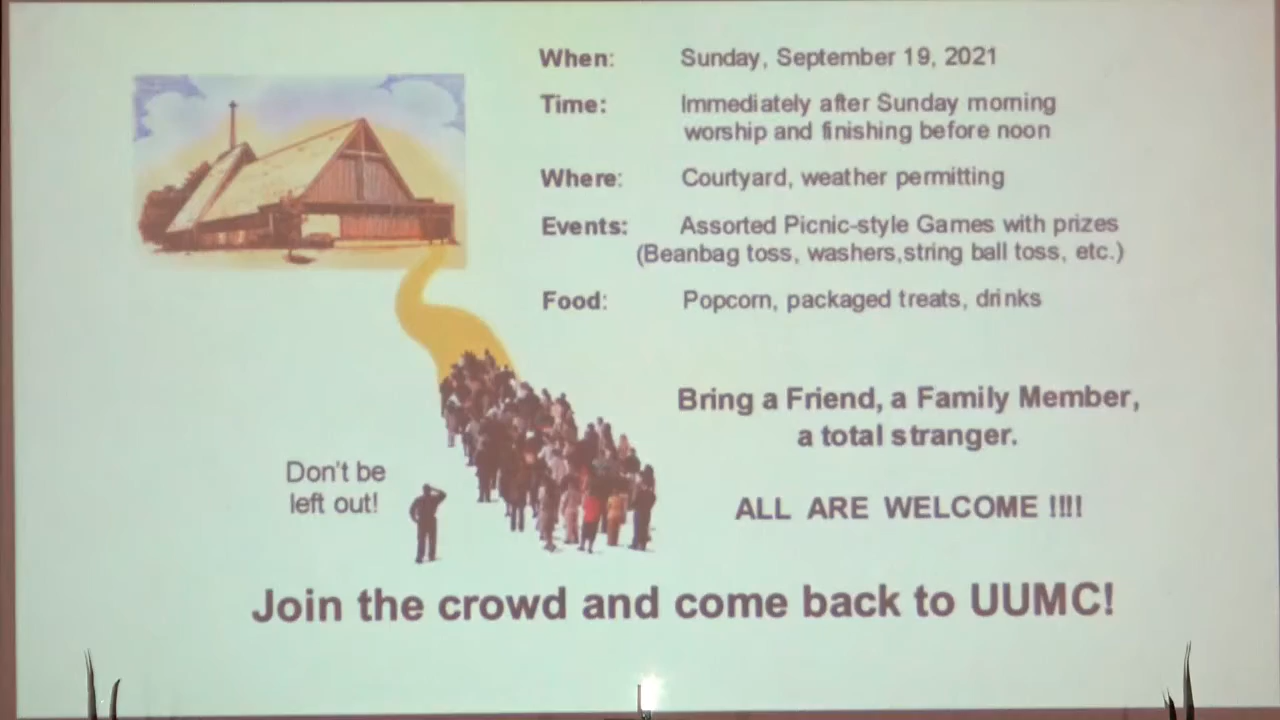 When: Sunday, September 19, 2021
Time: Immediately after Sunday morning
worship and finishing before noon
Where: Courtyard, weather permitting
Events: Assorted Picnic-style Games with prizes
(Beanbag toss, washers,string ball toss, etc.)
Food: Popcorn, packaged treats, drinks
Bring a Friend, a Family Member,
a total stranger.
Don't be
left out!
ALL ARE WELCOME !!!!
Join the crowd and come back to UUMC!